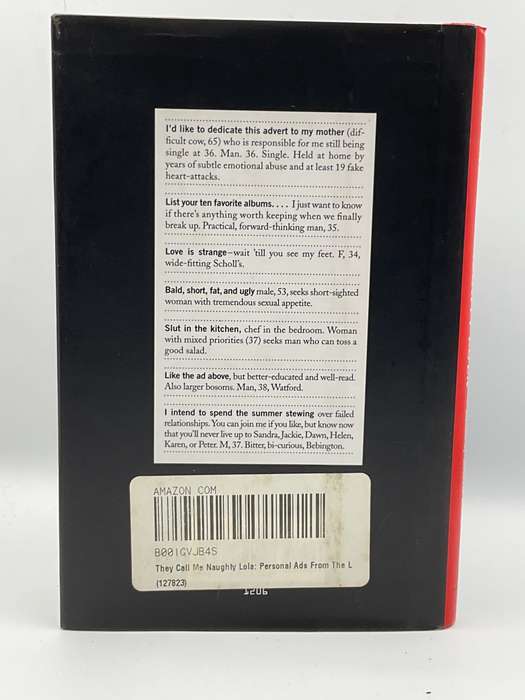 I'd like to dedicate this advert to my mother (dif-
ficult cow, 65) who is responsible for me still being
single at 36. Man. 36. Single. Held at home by
years of subtle emotional abuse and at least 19 fake
heart-attacks.
List your ten favorite albums. . . . I just want to know
if there's anything worth keeping when we finally
break up. Practical, forward-thinking man, 35.
Love is strange—wait 'till you see my feet. F, 34,
wide-fitting Scholl's.
Bald, short, fat, and ugly male, 53, seeks short-sighted
woman with tremendous sexual appetite.
Slut in the kitchen, chef in the bedroom. Woman
with mixed priorities (37) seeks man who can toss a
good salad.
Like the ad above, but better-educated and well-read.
Also larger bosoms. Man, 38, Watford.
I intend to spend the summer stewing over failed
relationships. You can join me if you like, but know now
that you'll never live up to Sandra, Jackie, Dawn, Helen,
Karen, or Peter. M, 37. Bitter, bi-curious, Bebington.
AMAZON COM
B001GVJB4S
They Call Me Naughty Lola: Personal Ads From The L
(127823)
1206